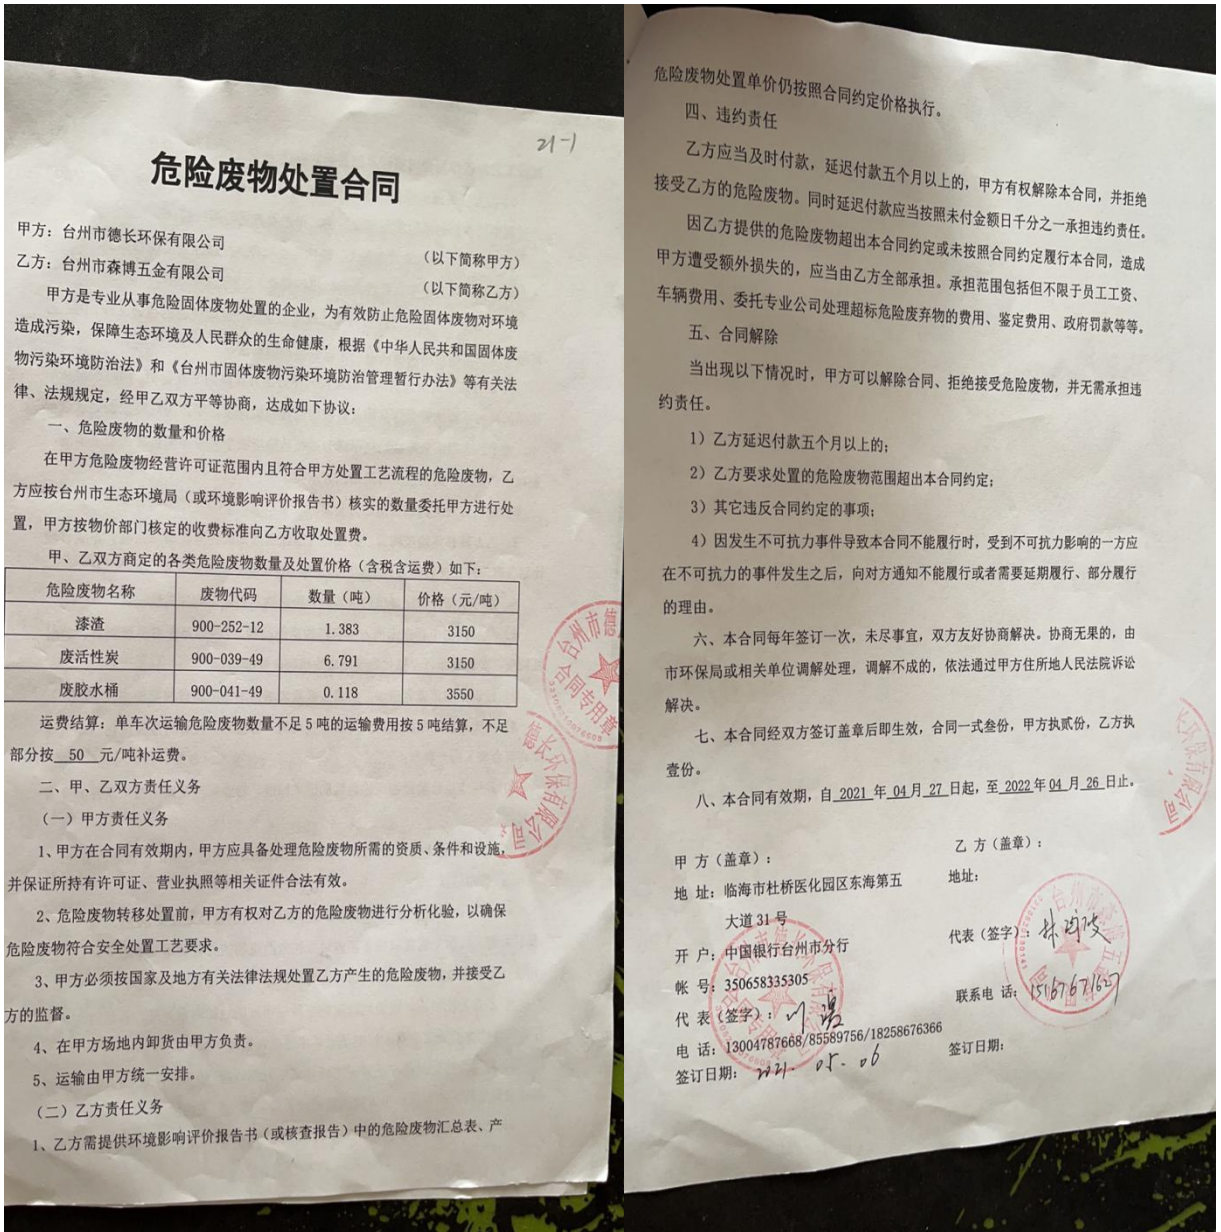 21-1
危险废物处置合同
甲方：台州市德长环保有限公司
（以下简称甲方）
乙方：台州市森博五金有限公司
（以下简称乙方）
甲方是专业从事危险固体废物处置的企业，为有效防止危险固体废物对环境
造成污染，保障生态环境及人民群众的生命健康，根据《中华人民共和国固体废
物污染环境防治法》和《台州市固体废物污染环境防治管理暂行办法》等有关法
律、法规规定，经甲乙双方平等协商，达成如下协议：
一、危险废物的数量和价格
在甲方危险废物经营许可证范围内且符合甲方处置工艺流程的危险废物，乙
方应按台州市生态环境局（或环境影响评价报告书）核实的数量委托甲方进行处
置，甲方按物价部门核定的收费标准向乙方收取处置费。
甲、乙双方商定的各类危险废物数量及处置价格（含税含运费）如下：
危险废物名称 废物代码 数量（吨） 价格（元/吨）
漆渣 900-252-12 1.383 3150
废活性炭 900-039-49 6.791 3150
废胶水桶 900-041-49 0.118 3550
运费结算：单车次运输危险废物数量不足 5 吨的运输费用按 5 吨结算，不足
部分按 50 元/吨补运费。
二、甲、乙双方责任义务
（一）甲方责任义务
1、甲方在合同有效期内，甲方应具备处理危险废物所需的资质、条件和设施，
并保证所持有许可证、营业执照等相关证件合法有效。
2、危险废物转移处置前，甲方有权对乙方的危险废物进行分析化验，以确保
危险废物符合安全处置工艺要求。
3、甲方必须按国家及地方有关法律法规处置乙方产生的危险废物，并接受乙
方的监督。
4、在甲方场地内卸货由甲方负责。
5、运输由甲方统一安排。
（二）乙方责任义务
1、乙方需提供环境影响评价报告书（或核查报告）中的危险废物汇总表、产
台州市德
合同专用章
德长环保有限公司
危险废物处置单价仍按照合同约定价格执行。
四、违约责任
乙方应当及时付款，延迟付款五个月以上的，甲方有权解除本合同，并拒绝
接受乙方的危险废物。同时延迟付款应当按照未付金额日千分之一承担违约责任。
因乙方提供的危险废物超出本合同约定或未按照合同约定履行本合同，造成
甲方遭受额外损失的，应当由乙方全部承担。承担范围包括但不限于员工工资、
车辆费用、委托专业公司处理超标危险废弃物的费用、鉴定费用、政府罚款等等。
五、合同解除
当出现以下情况时，甲方可以解除合同、拒绝接受危险废物，并无需承担违
约责任。
1）乙方延迟付款五个月以上的；
2）乙方要求处置的危险废物范围超出本合同约定；
3）其它违反合同约定的事项；
4）因发生不可抗力事件导致本合同不能履行时，受到不可抗力影响的一方应
在不可抗力的事件发生之后，向对方通知不能履行或者需要延期履行、部分履行
的理由。
六、本合同每年签订一次，未尽事宜，双方友好协商解决。协商无果的，由
市环保局或相关单位调解处理，调解不成的，依法通过甲方住所地人民法院诉讼
解决。
七、本合同经双方签订盖章后即生效，合同一式叁份，甲方执贰份，乙方执
壹份。
八、本合同有效期，自 2021 年 04 月 27 日起，至 2022 年 04 月 26 日止。
甲 方（盖章）：
地 址：临海市杜桥医化园区东海第五
大道 31 号
开 户：中国银行台州市分行
帐 号：350658335305
代 表（签字）：
电 话：13004787668/85589756/18258676366
签订日期：2021.05.06
乙 方（盖章）：
地址：
代表（签字）：
联系电 话：15167671627
签订日期：